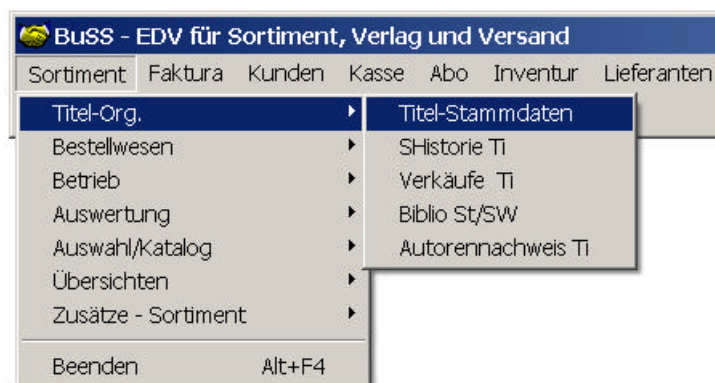 BuSS - EDV für Sortiment, Verlag und Versand
Sortiment Faktura Kunden Kasse Abo Inventur Lieferanten
Titel-Org.
Bestellwesen
Betrieb
Auswertung
Auswahl/Katalog
Übersichten
Zusätze - Sortiment
Beenden Alt+F4
Titel-Stammdaten
SHistorie Ti
Verkäufe Ti
Biblio St/SW
Autorennachweis Ti